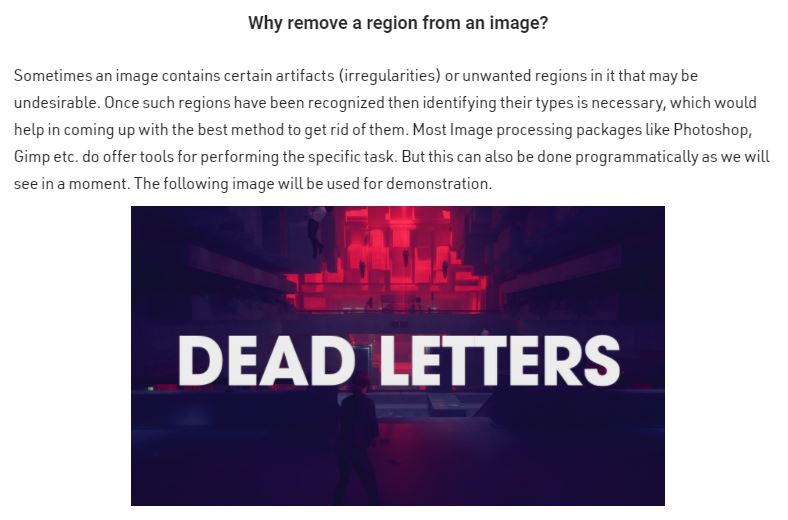 Why remove a region from an image?
Sometimes an image contains certain artifacts (irregularities) or unwanted regions in it that may be
undesirable. Once such regions have been recognized then identifying their types is necessary, which would
help in coming up with the best method to get rid of them. Most Image processing packages like Photoshop,
Gimp etc. do offer tools for performing the specific task. But this can also be done programmatically as we will
see in a moment. The following image will be used for demonstration.
DEAD LETTERS